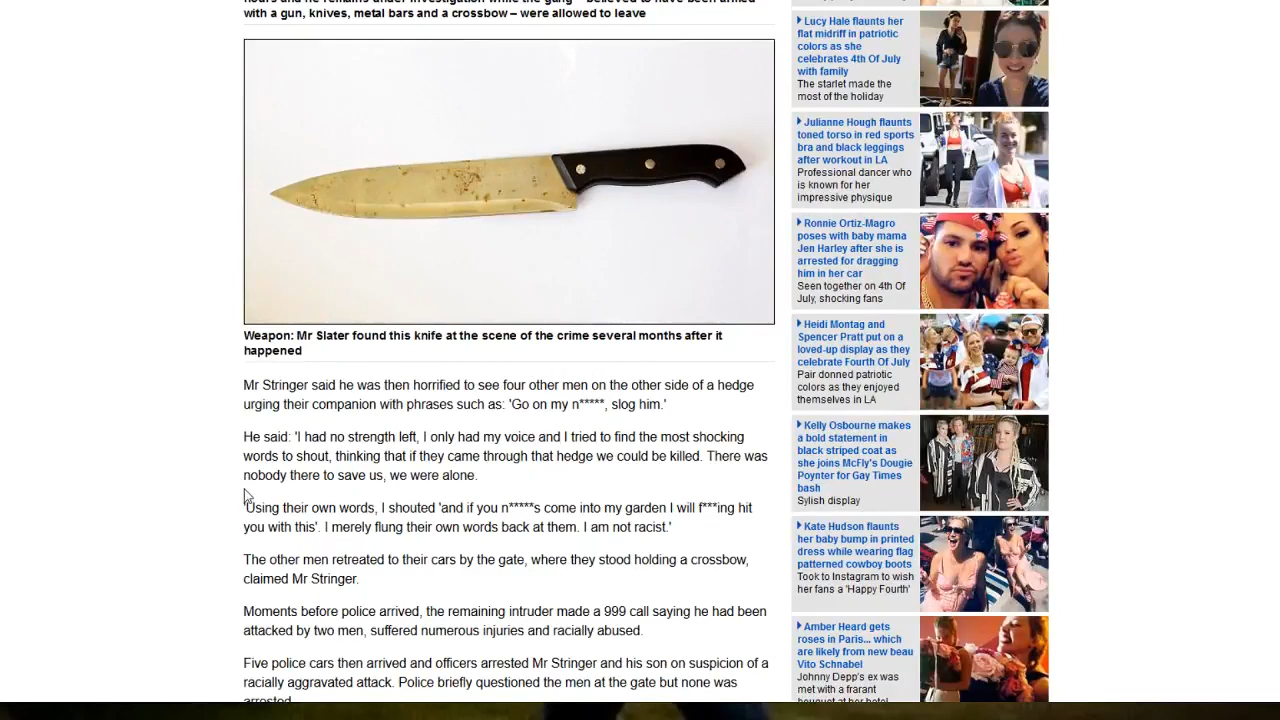 hours and he remains under investigation while the gang – believed to have been armed
with a gun, knives, metal bars and a crossbow – were allowed to leave
Weapon: Mr Slater found this knife at the scene of the crime several months after it
happened
Mr Stringer said he was then horrified to see four other men on the other side of a hedge
urging their companion with phrases such as: 'Go on my n*****, slog him.'
He said: 'I had no strength left, I only had my voice and I tried to find the most shocking
words to shout, thinking that if they came through that hedge we could be killed. There was
nobody there to save us, we were alone.
'Using their own words, I shouted 'and if you n*****s come into my garden I will f***ing hit
you with this'. I merely flung their own words back at them. I am not racist.'
The other men retreated to their cars by the gate, where they stood holding a crossbow,
claimed Mr Stringer.
Moments before police arrived, the remaining intruder made a 999 call saying he had been
attacked by two men, suffered numerous injuries and racially abused.
Five police cars then arrived and officers arrested Mr Stringer and his son on suspicion of a
racially aggravated attack. Police briefly questioned the men at the gate but none was
arrested.
Lucy Hale flaunts her
flat midriff in patriotic
colors as she
celebrates 4th Of July
with family
The starlet made the
most of the holiday
Julianne Hough flaunts
toned torso in red sports
bra and black leggings
after workout in LA
Professional dancer who
is known for her
impressive physique
Ronnie Ortiz-Magro
poses with baby mama
Jen Harley after she is
arrested for dragging
him in her car
Seen together on 4th Of
July, shocking fans
Heidi Montag and
Spencer Pratt put on a
loved-up display as they
celebrate Fourth Of July
Pair donned patriotic
colors as they enjoyed
themselves in LA
Kelly Osbourne makes
a bold statement in
black striped coat as
she joins McFly's Dougie
Poynter for Gay Times
bash
Sylish display
Kate Hudson flaunts
her baby bump in printed
dress while wearing flag
patterned cowboy boots
Took to Instagram to wish
her fans a 'Happy Fourth'
Amber Heard gets
roses in Paris... which
are likely from new beau
Vito Schnabel
Johnny Depp's ex was
met with a frarant
bouquet at her hotel